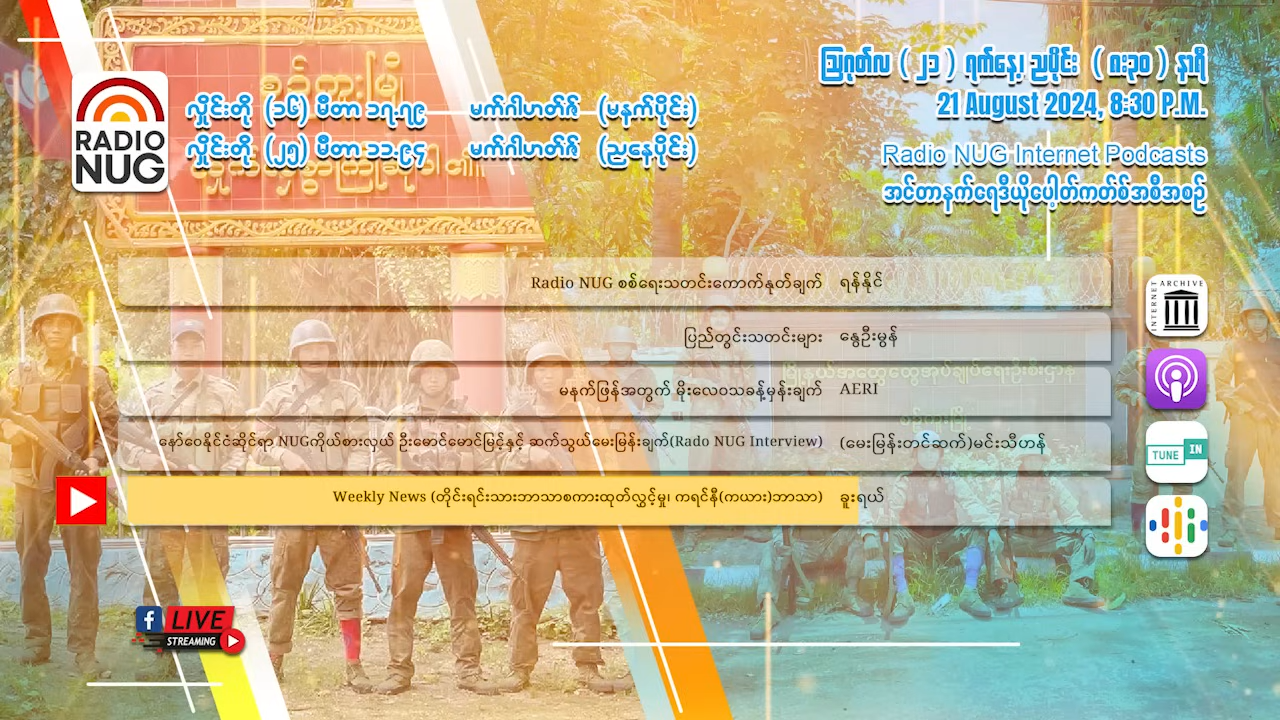 RADIO
NUG
လှိုင်းတို (၁၆) မီတာ ၁၇.၇၉ မက်ဂါဟတ်ဇ် (မနက်ပိုင်း)
လှိုင်းတို (၂၅) မီတာ ၁၁.၉၄ မက်ဂါဟတ်ဇ် (ညနေပိုင်း)
ဩဂုတ်လ ( ၂၁ ) ရက်နေ့၊ ညပိုင်း ( ၈:၃၀ ) နာရီ
21 August 2024, 8:30 P.M.
Radio NUG Internet Podcasts
အင်တာနက်ရေဒီယိုပေါ့တ်ကတ်စ်အစီအစဉ်
Radio NUG စစ်ရေးသတင်းကောက်နုတ်ချက် ရန်နိုင်
ပြည်တွင်းသတင်းများ နွေဦးမွန်
မနက်ဖြန်အတွက် မိုးလေဝသခန့်မှန်းချက် AERI
နော်ဝေနိုင်ငံဆိုင်ရာ NUGကိုယ်စားလှယ် ဦးမောင်မောင်မြင့်နှင့် ဆက်သွယ်မေးမြန်းချက်(Rado NUG Interview) (မေးမြန်းတင်ဆက်)မင်းသီဟန်
Weekly News (တိုင်းရင်းသားဘာသာစကားထုတ်လွှင့်မှု၊ ကရင်နီ(ကယား)ဘာသာ) ခူးရယ်
INTERNET ARCHIVE
TUNE IN
LIVE
STREAMING
စဉ့်ကူးမြို့